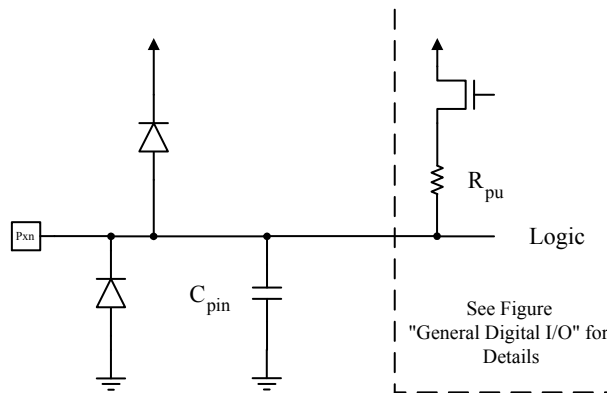 Pxn
C pin
R pu
Logic
See Figure
"General Digital I/O" for
Details